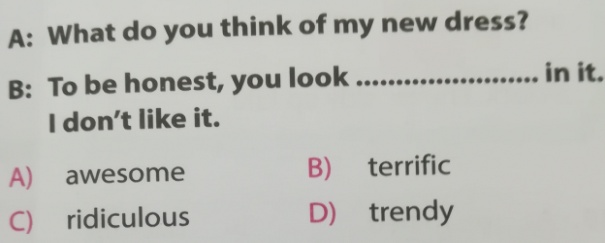 A: What do you think of my new dress?
B: To be honest, you look ....................... in it.
I don't like it.
A) awesome B) terrific
C) ridiculous D) trendy